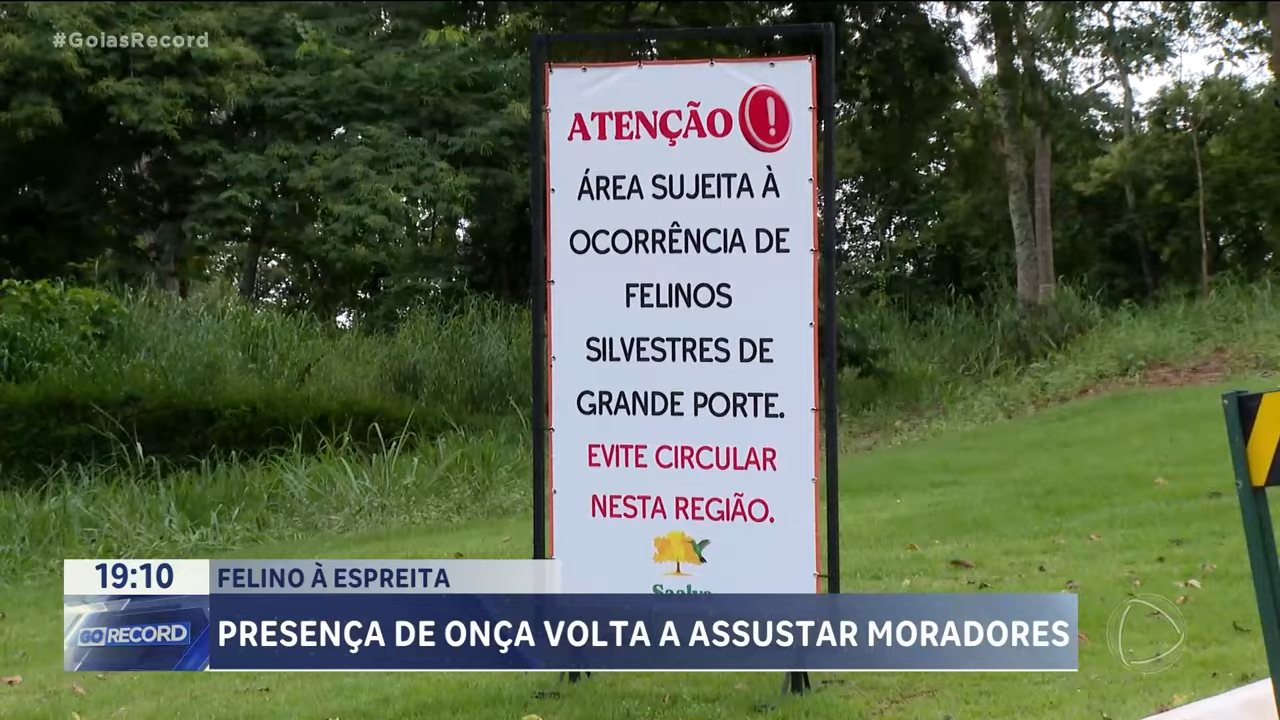 #GoiasRecord
ATENÇÃO !
ÁREA SUJEITA À
OCORRÊNCIA DE
FELINOS
SILVESTRES DE
GRANDE PORTE.
EVITE CIRCULAR
NESTA REGIÃO.
19:10 FELINO À ESPREITA
GO RECORD PRESENÇA DE ONÇA VOLTA A ASSUSTAR MORADORES